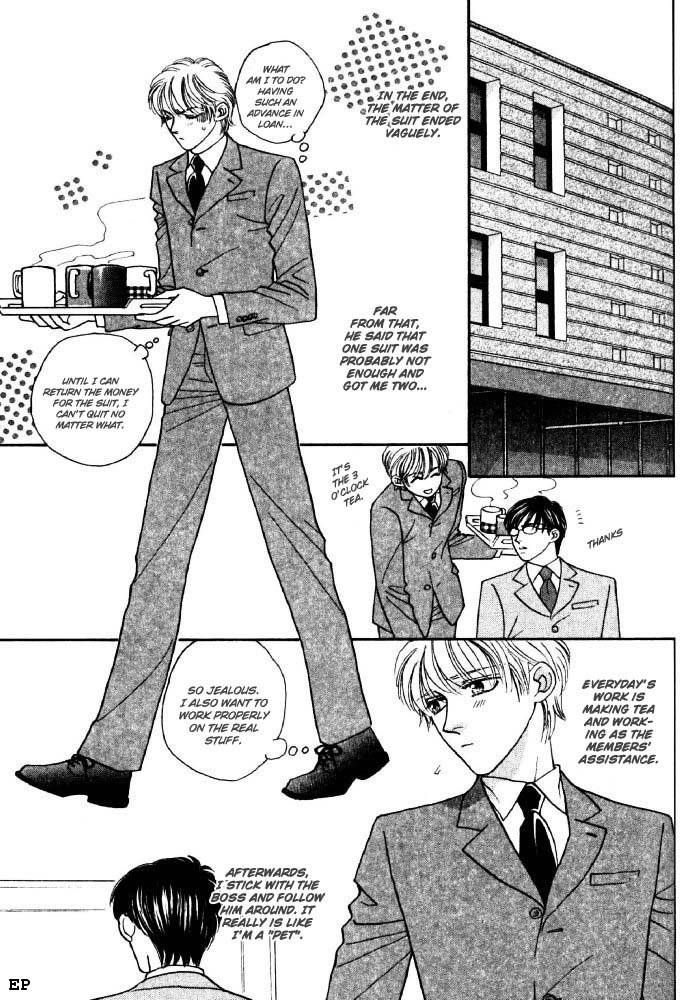 IN THE END,
THE MATTER OF
THE SUIT ENDED
VAGUELY.
WHAT
AM I TO DO?
HAVING
SUCH AN
ADVANCE IN
LOAN...
FAR
FROM THAT,
HE SAID THAT
ONE SUIT WAS
PROBABLY NOT
ENOUGH AND
GOT ME TWO...
UNTIL I CAN
RETURN THE MONEY
FOR THE SUIT, I
CAN'T QUIT NO
MATTER WHAT.
IT'S
THE 3
O'CLOCK
TEA.
THANKS
EVERYDAY'S
WORK IS
MAKING TEA
AND WORK-
ING AS THE
MEMBERS'
ASSISTANCE.
SO JEALOUS.
I ALSO WANT TO
WORK PROPERLY
ON THE REAL
STUFF.
AFTERWARDS,
I STICK WITH THE
BOSS AND FOLLOW
HIM AROUND. IT
REALLY IS LIKE
I'M A "PET".
EP